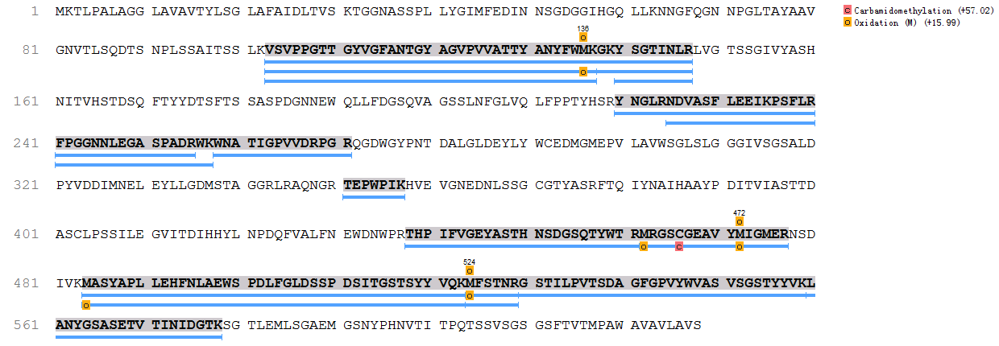 1 MKTLPALAGG LAVAVTYLSG LAFAIDLTVS KTGGNASSPL LYGIMFEDIN NSGDGGIHGQ LLKNNGFQGN NPGLTAYAAV
C Carbamidomethylation (+57.02)
O Oxidation (M) (+15.99)
136
O
81 GNVTLSQDTS NPLSSAITSS LKVSVPPGTT GYVGFANTGY AGVPVVATTY ANYFWMKGKY SGTINLRLVG TSSGIVYASH
O
161 NITVHSTDSQ FTYYDTSFTS SASPDGNNEW QLLFDGSQVA GSSLNFGLVQ LFPPTYHSRY NGLRNDVASF LEEIKPSFLR
241 FPGGNNLEGA SPADRWKWNA TIGPVVDRPG RQGDWGYPNT DALGLDEYLY WCEDMGMEPV LAVWSGLSLG GGIVSGSALD
321 PYVDDIMNEL EYLLGDMSTA GGRLRAQNGR TEPWPIKHVE VGNEDNLSSG CGTYASRFTQ IYNAIHAAYP DITVIASTTD
472
O
401 ASCLPSSILE GVITDIHHYL NPDQFVALFN EWDNWPRTHP IFVGEYASTH NSDGSQTYWT RMRGSCGEAV YMIGMERNSD
O C O
524
O
481 IVKMASYAPL LEHFNLAEWS PDLFGLDSSP DSITGSTSYY VQKMFSTNRG STILPVTSDA GFGPVYWVAS VSGSTYYVKL
O
O
561 ANYGSASETV TINIDGTKSG TLEMLSGAEM GSNYPHNVTI TPQTSSVSGS GSFTVTMPAW AVAVLAVS